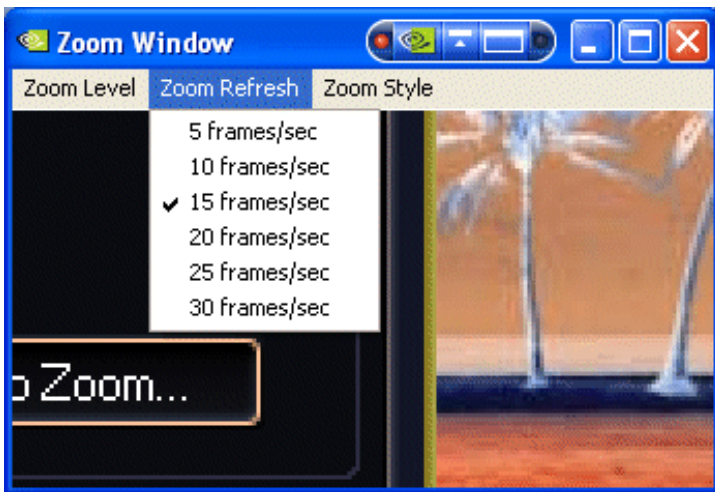 Zoom Window
Zoom Level Zoom Refresh Zoom Style
5 frames/sec
10 frames/sec
15 frames/sec
20 frames/sec
25 frames/sec
30 frames/sec
Zoom...